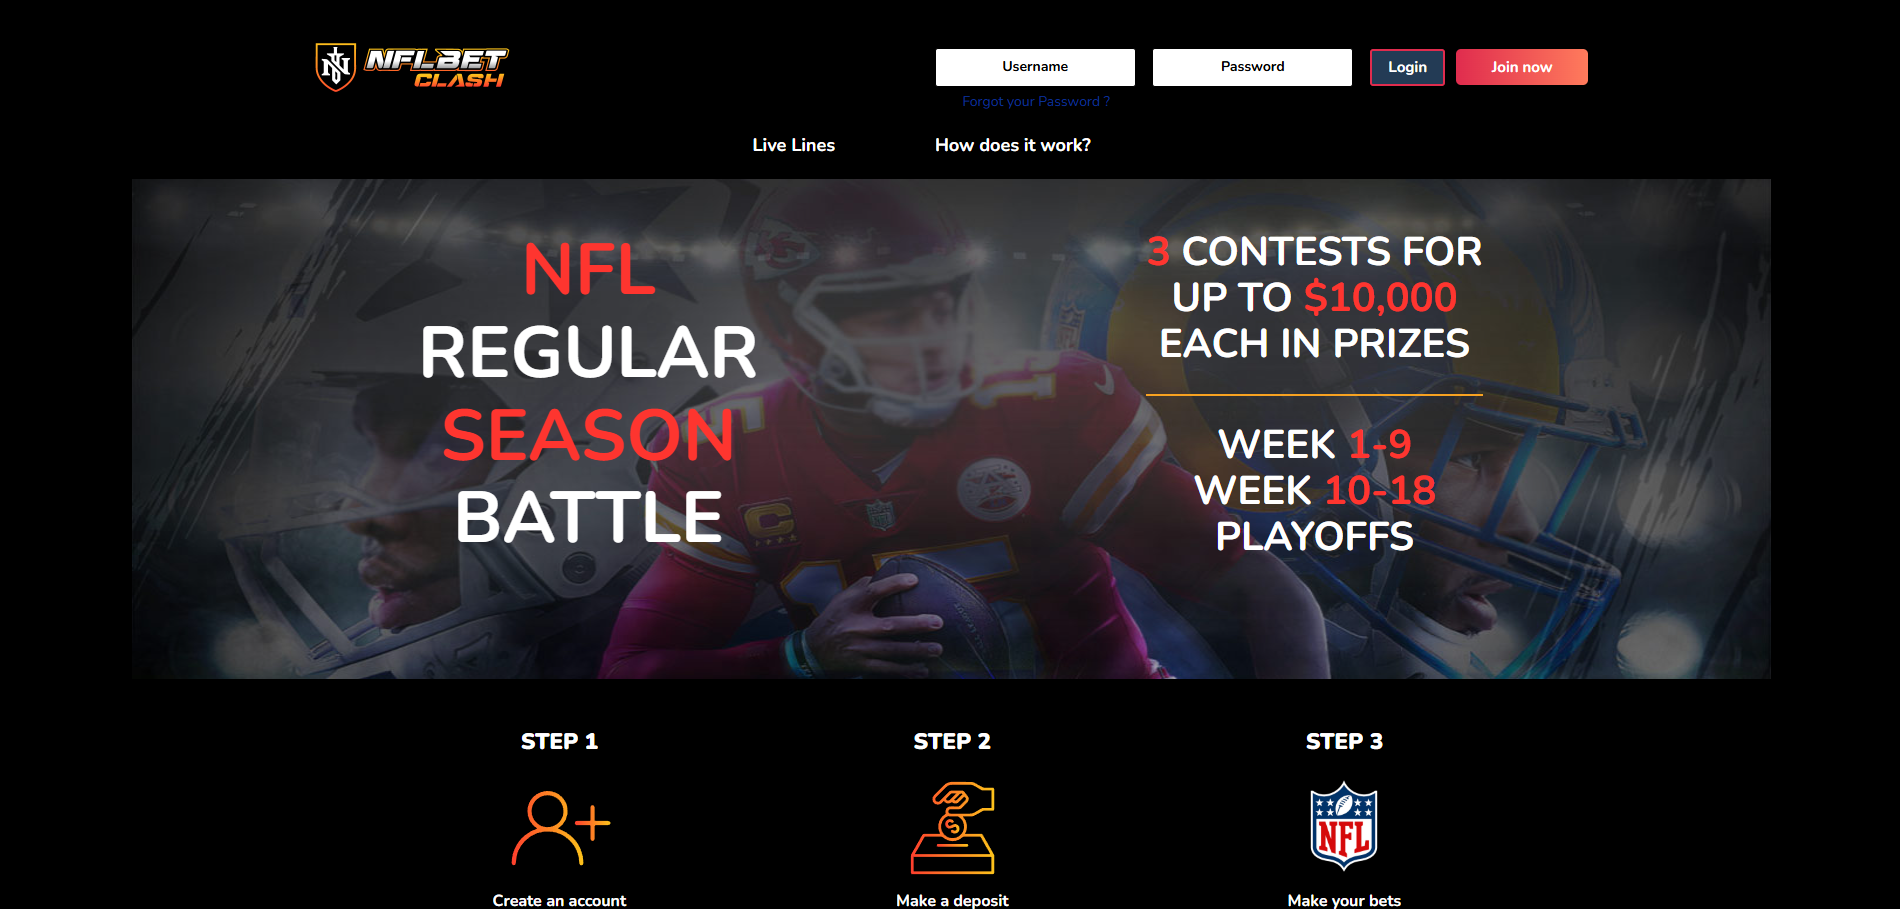 NFLBET
CLASH
Username
Password
Login
Join now
Forgot your Password ?
Live Lines
How does it work?
NFL
REGULAR
SEASON
BATTLE
3 CONTESTS FOR
UP TO $10,000
EACH IN PRIZES
WEEK 1-9
WEEK 10-18
PLAYOFFS
C
STEP 1
STEP 2
STEP 3
NFL
Create an account
Make a deposit
Make your bets